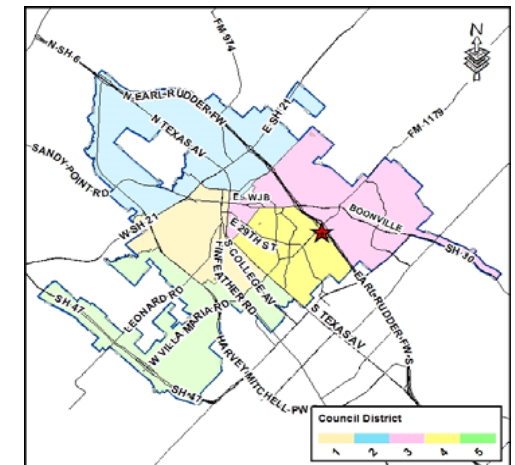 N-SH-6
FM 974
N
N-EARL-RUDDER-FW
E SH 21
N TEXAS-AV
FM-1179
SANDY-POINT-RD
E WJB
BOONVILLE
W-SH 21
E 29TH ST
SH-30
S-COLLEGE-AV
FINFEATHER RD
EARL-RUDDER-FW-S
LEONARD RD
SH 47
W VILLA MARIA-RD
S TEXAS AV
HARVEY-MITCHELL-PW
SH-47
Council District
1 2 3 4 5